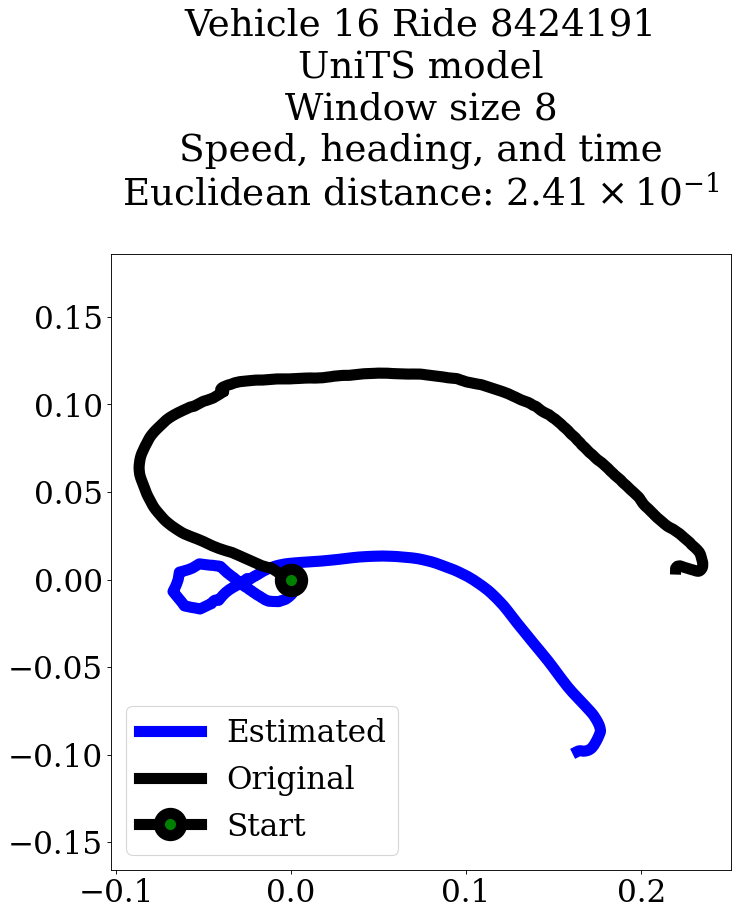 Vehicle 16 Ride 8424191
UniTS model
Window size 8
Speed, heading, and time
Euclidean distance: 2.41 × 10⁻¹
0.15
0.10
0.05
0.00
−0.05
−0.10
−0.15
Estimated
Original
Start
−0.1
0.0
0.1
0.2